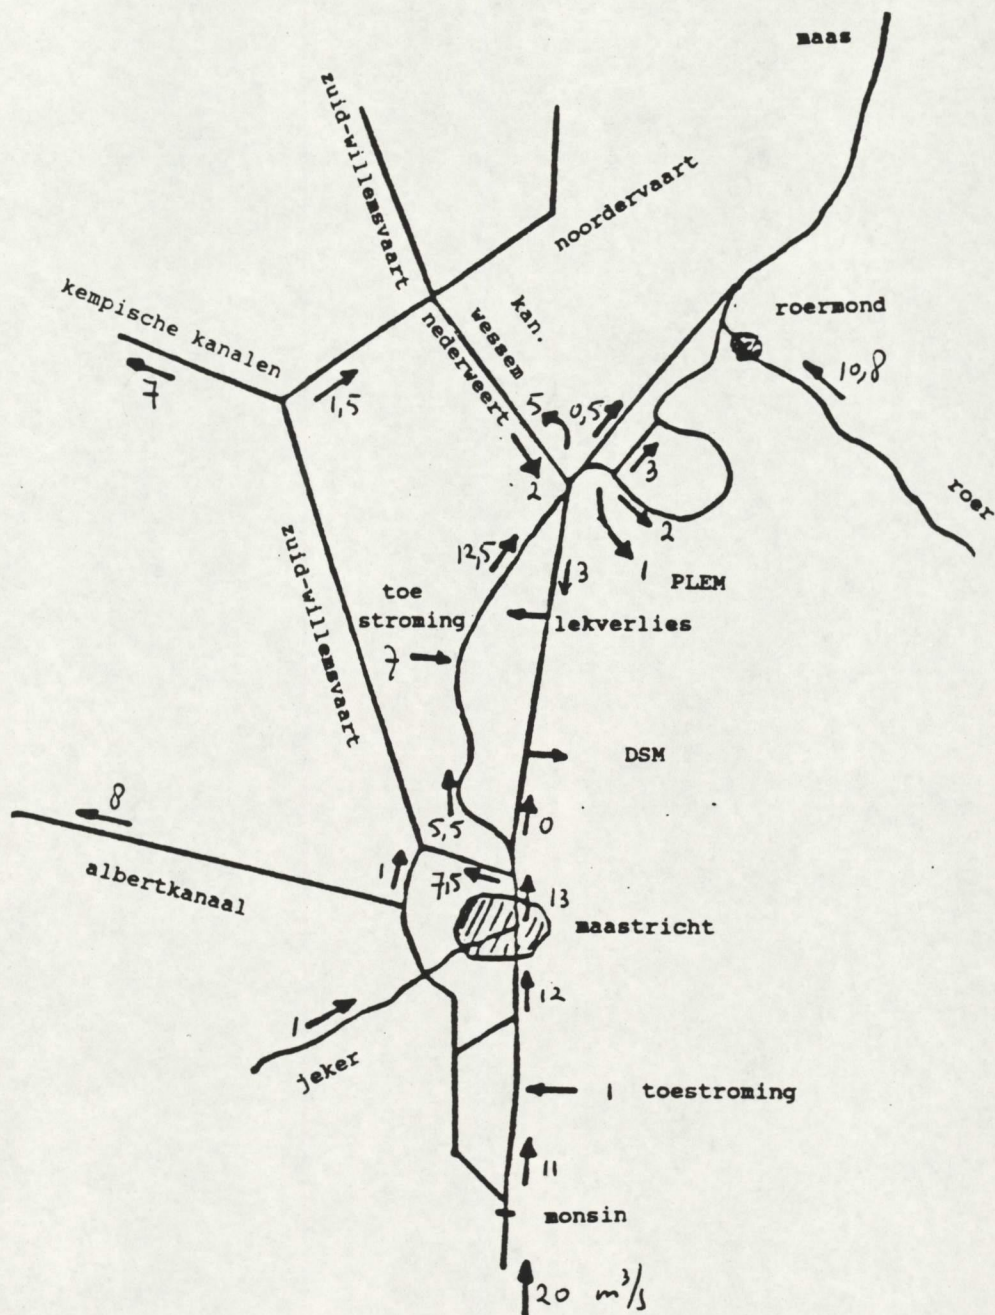 maas
zuid-willemsvaart
noordervaart
kempische kanalen
7
1,5
kan.
wessem
nederweert
roermond
10,8
5
0,5
2
3
2
1
PLEM
roer
12,5
3
toe
stroming
7
lekverlies
zuid-willemsvaart
DSM
8
5,5
0
albertkanaal
1
7,5
13
maastricht
12
1
jeker
1 toestroming
11
monsin
20 m³/s